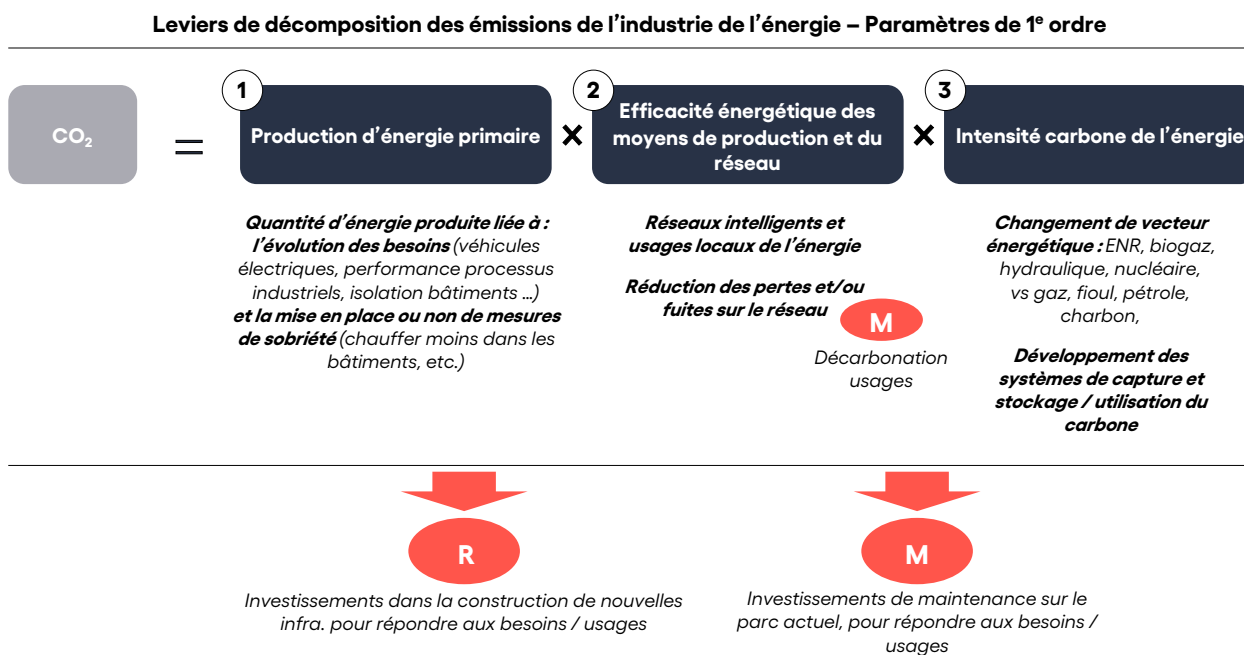 Leviers de décomposition des émissions de l'industrie de l'énergie – Paramètres de 1e ordre
CO2
=
1
Production d'énergie primaire
×
2
Efficacité énergétique des
moyens de production et du
réseau
×
3
Intensité carbone de l'énergie
Quantité d'énergie produite liée à :
l'évolution des besoins (véhicules
électriques, performance processus
industriels, isolation bâtiments ...)
et la mise en place ou non de mesures
de sobriété (chauffer moins dans les
bâtiments, etc.)
Réseaux intelligents et
usages locaux de l'énergie
Réduction des pertes et/ou
fuites sur le réseau
M
Décarbonation
usages
Changement de vecteur
énergétique : ENR, biogaz,
hydraulique, nucléaire,
vs gaz, fioul, pétrole,
charbon,
Développement des
systèmes de capture et
stockage / utilisation du
carbone
R
Investissements dans la construction de nouvelles
infra. pour répondre aux besoins / usages
M
Investissements de maintenance sur le
parc actuel, pour répondre aux besoins /
usages